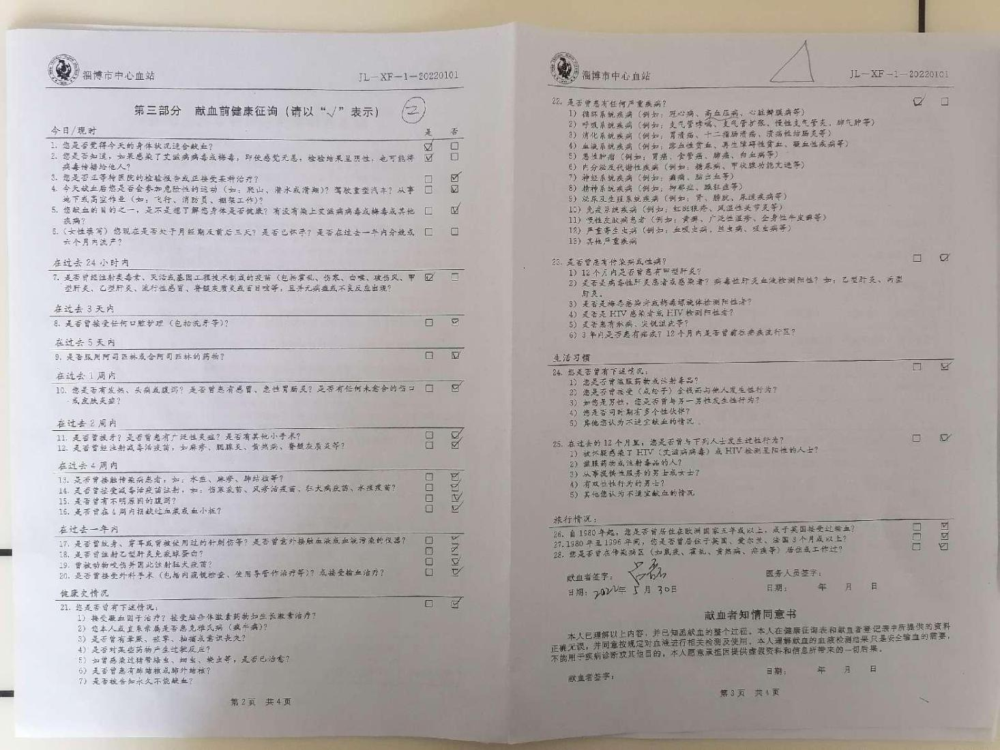 淄博市中心血站 JL-XF-1-20220101
第三部分 献血前健康征询（请以“√”表示） 二
今日/现时 是 否
1. 您是否觉得今天的身体状况适合献血？
2. 您是否知道，如果感染了艾滋病病毒或梅毒，即使感觉无恙，检验结果呈阴性，也可能将
病毒传播给他人？
3. 您是否正等待医院的检验报告或正接受某种治疗？
4. 今天献血后您是否会参加危险性的运动（如：爬山、潜水或滑翔）？驾驶重型汽车？从事
地下或高空作业（如：飞行、消防员、棚架工作）？
5. 您献血的目的之一，是不是想了解您身体是否健康？有没有染上艾滋病病毒或梅毒或其他
疾病？
6.（女性填写）您现在是否处于月经期及前后三天？是否已怀孕？是否在过去一年内分娩或
六个月内流产？
在过去 24 小时内
7. 是否曾经注射类毒素、灭活或基因工程技术制成的疫苗（包括霍乱、伤寒、白喉、破伤风、甲
型肝炎、乙型肝炎、流行性感冒、脊髓灰质炎或百日咳等，且并无病症或不良反应出现？
在过去 3 天内
8. 是否曾接受任何口腔护理（包括洗牙等）？
在过去 5 天内
9. 是否服用阿司匹林或含阿司匹林的药物？
在过去 1 周内
10. 您是否有发热、头痛或腹泻？是否曾患有感冒、急性胃肠炎？是否有任何未愈合的伤口
或皮肤炎症？
在过去 2 周内
11. 是否曾拔牙？是否曾患有广泛性炎症？是否有其他小手术？
12. 是否曾经注射减毒活疫苗，如麻疹、腮腺炎、黄热病、脊髓灰质炎等？
在过去 4 周内
13. 是否曾接触传染病患者，如：水痘、麻疹、肺结核等？
14. 是否曾接受减毒活疫苗注射，如：伤寒疫苗、风疹活疫苗、狂犬病疫苗、水痘疫苗？
15. 是否曾有不明原因的腹泻？
16. 是否曾在 4 周内捐献过血浆或血小板？
在过去一年内
17. 是否曾纹身、穿耳或曾被使用过的针刺伤等？是否曾意外接触血液或血液污染的仪器？
18. 是否曾注射乙型肝炎免疫球蛋白？
19. 曾被动物咬伤并因此注射狂犬疫苗？
20. 是否曾接受外科手术（包括内窥镜检查、使用导管作治疗等）？或接受输血治疗？
健康史情况
21. 您是否曾有下述情况：
1）接受凝血因子治疗？接受脑垂体激素药物如生长激素治疗？
2）您本人或直系亲属是否患克雅氏病（疯牛病）？
3）是否曾有晕厥、痉挛、抽搐或意识丧失？
4）是否对某些药物产生过敏反应？
5）如曾感染过猪带绦虫、蛔虫、蛲虫等，是否已治愈？
6）是否曾患有肺结核或肺外结核？
7）是否被告知永久不能献血？
第 2 页 共 4 页
淄博市中心血站 JL-XF-1-20220101
22. 是否曾患有任何严重疾病？
1）循环系统疾病（例如：冠心病、高血压病、心脏瓣膜病等）
2）呼吸系统疾病（例如：支气管哮喘、支气管扩张、慢性支气管炎、肺气肿等）
3）消化系统疾病（例如：胃溃疡、十二指肠溃疡、溃疡性结肠炎等）
4）血液系统疾病（例如：溶血性贫血、再生障碍性贫血、凝血性疾病等）
5）恶性肿瘤（例如：胃癌、食管癌、肺癌、白血病等）
6）内分泌及代谢性疾病（例如：糖尿病、甲状腺功能亢进等）
7）神经系统疾病（例如：癫痫、脑出血等）
8）精神系统疾病（例如：抑郁症、躁狂症等）
9）泌尿及生殖系统疾病（例如：肾、膀胱、尿道疾病等）
10）免疫系统疾病（例如：红斑狼疮、风湿性关节炎等）
11）慢性皮肤病患者（例如：黄癣、广泛性湿疹、全身性牛皮癣等）
12）严重寄生虫病（例如：血吸虫病、丝虫病、吸虫病等）
13）其他严重疾病
23. 是否曾患有传染病或性病？
1）12 个月内是否曾患有甲型肝炎？
2）是否是病毒性肝炎患者或感染者？病毒性肝炎血液检测阳性？如：乙型肝炎、丙型
肝炎。
3）是否是梅毒感染者或梅毒螺旋体检测阳性者？
4）是否是 HIV 感染者或 HIV 检测阳性者？
5）是否患有淋病、尖锐湿疣等？
6）3 年内是否患有疟疾？12 个月内是否曾前往疟疾流行区？
生活习惯
24. 您是否曾有下述情况：
1）您是否曾滥服药物或注射毒品？
2）您是否曾接受（或给予）金钱而与他人发生性行为？
3）如您是男性，您是否曾与另一男性发生性行为？
4）您是否同时期有多个性伙伴？
5）其他您认为不适宜献血的情况
25. 在过去的 12 个月里，您是否曾与下列人士发生过性行为？
1）被怀疑感染了 HIV（艾滋病病毒）或 HIV 检测呈阳性的人士？
2）滥服药物或注射毒品的人？
3）从事提供性服务的男士或女士？
4）有双性性行为的男士？
5）其他您认为不适宜献血的情况
旅行情况：
26. 自 1980 年起，您是否曾居住在欧洲国家五年或以上，或于英国接受过输血？
27. 1980 年至 1996 年间，您是否曾居住于英国、爱尔兰、法国 3 个月或以上？
28. 您是否曾在传染病区（如鼠疫、霍乱、黄热病、疟疾等）居住或工作过？
献血者签字： 医务人员签字：
日期：2022年 5 月 30日 日期： 年 月 日
献血者知情同意书
本人已理解以上内容，并已知悉献血的整个过程。本人在健康征询表和献血者登记表中所提供的资料
正确无误，并同意按规定对血液进行相关检测及使用。本人理解献血的血液检测结果只是安全输血的需要，
不能用于疾病诊断或其他目的，本人愿意承担因提供虚假资料和信息所带来的一切后果。
献血者签字： 日期： 年 月 日
第 3 页 共 4 页